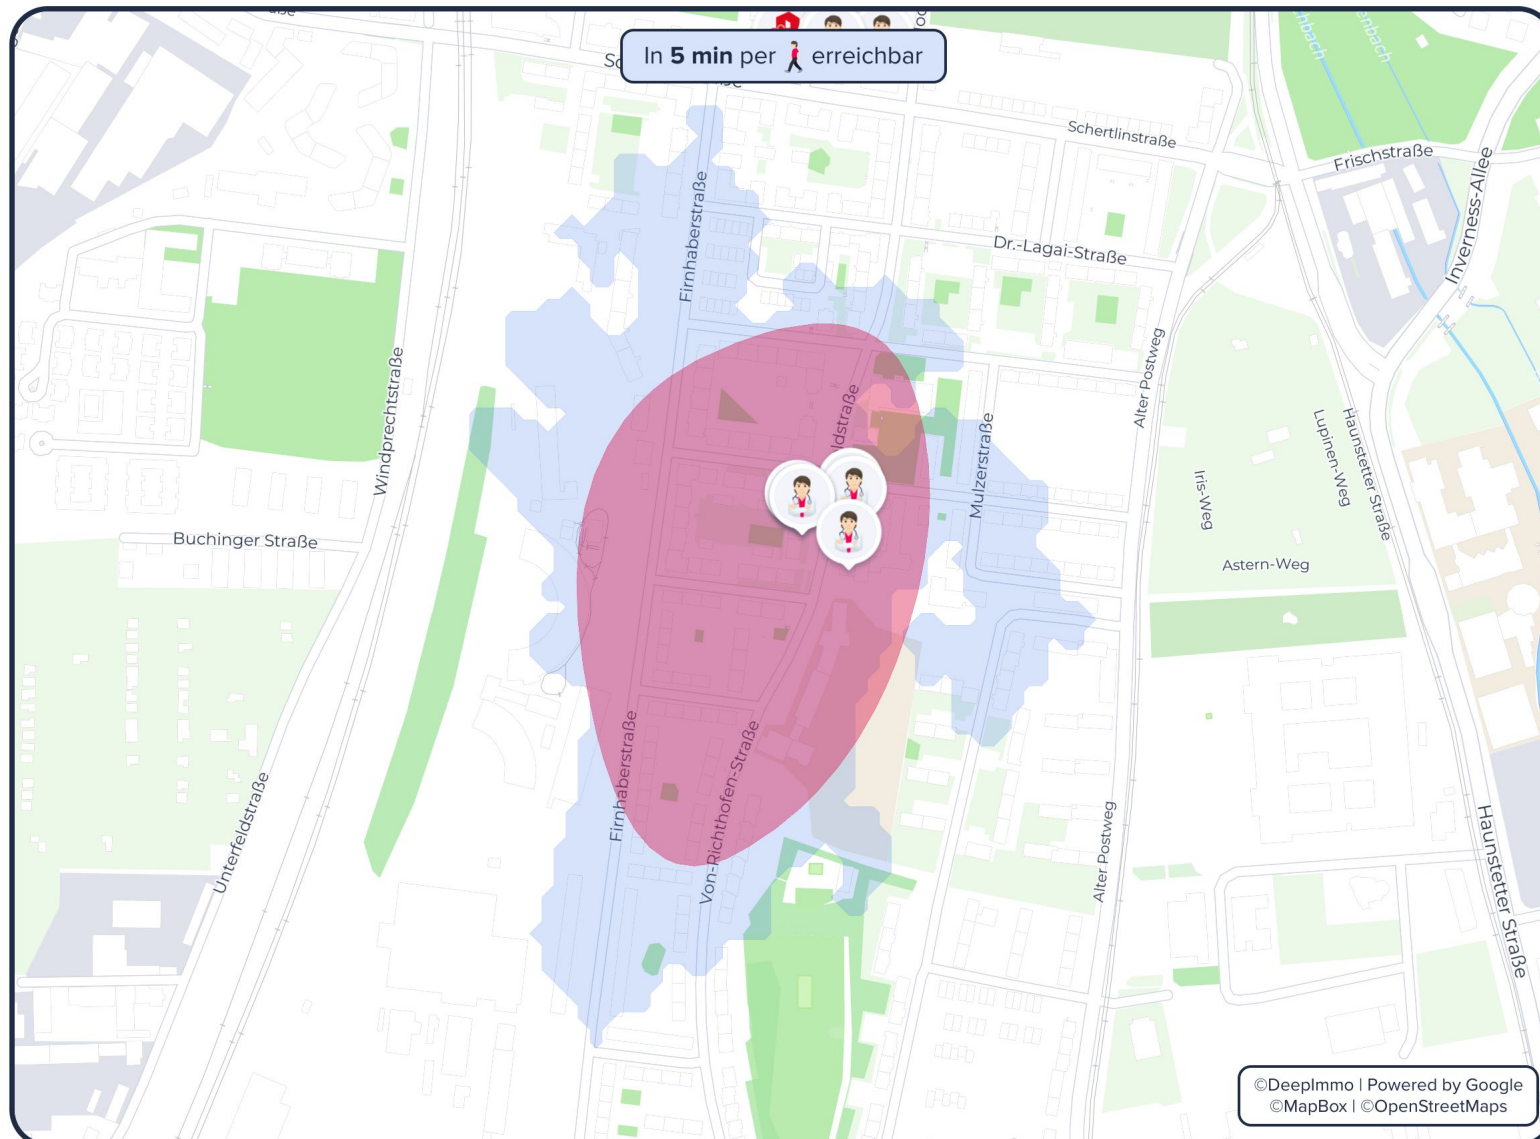 In 5 min per erreichbar
Schertlinstraße
Frischstraße
Inverness-Allee
Firnhaberstraße
Dr.-Lagai-Straße
Alter Postweg
Windprechtstraße
Mulzerstraße
Iris-Weg
Lupinen-Weg
Haunstetter Straße
Buchinger Straße
Astern-Weg
Firnhaberstraße
Von-Richthofen-Straße
Unterfeldstraße
Alter Postweg
Haunstetter Straße
©DeepImmo | Powered by Google
©MapBox | ©OpenStreetMaps